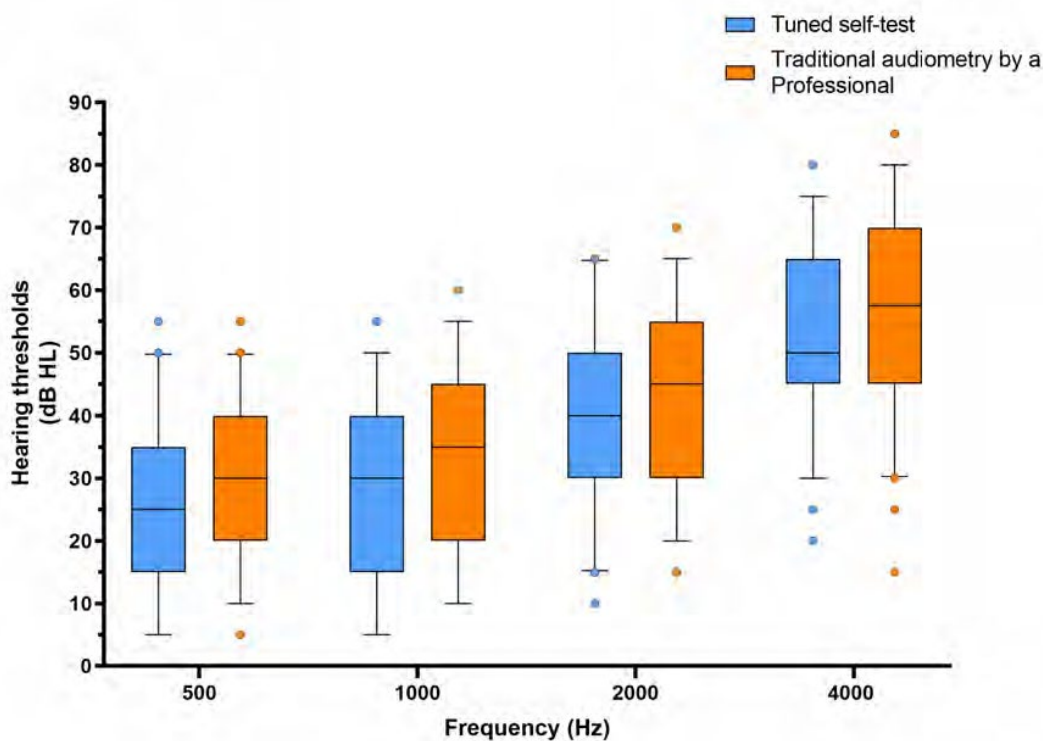 Tuned self-test
Traditional audiometry by a
Professional
90
80
70
60
50
40
30
20
10
0
Hearing thresholds
(dB HL)
500 1000 2000 4000
Frequency (Hz)